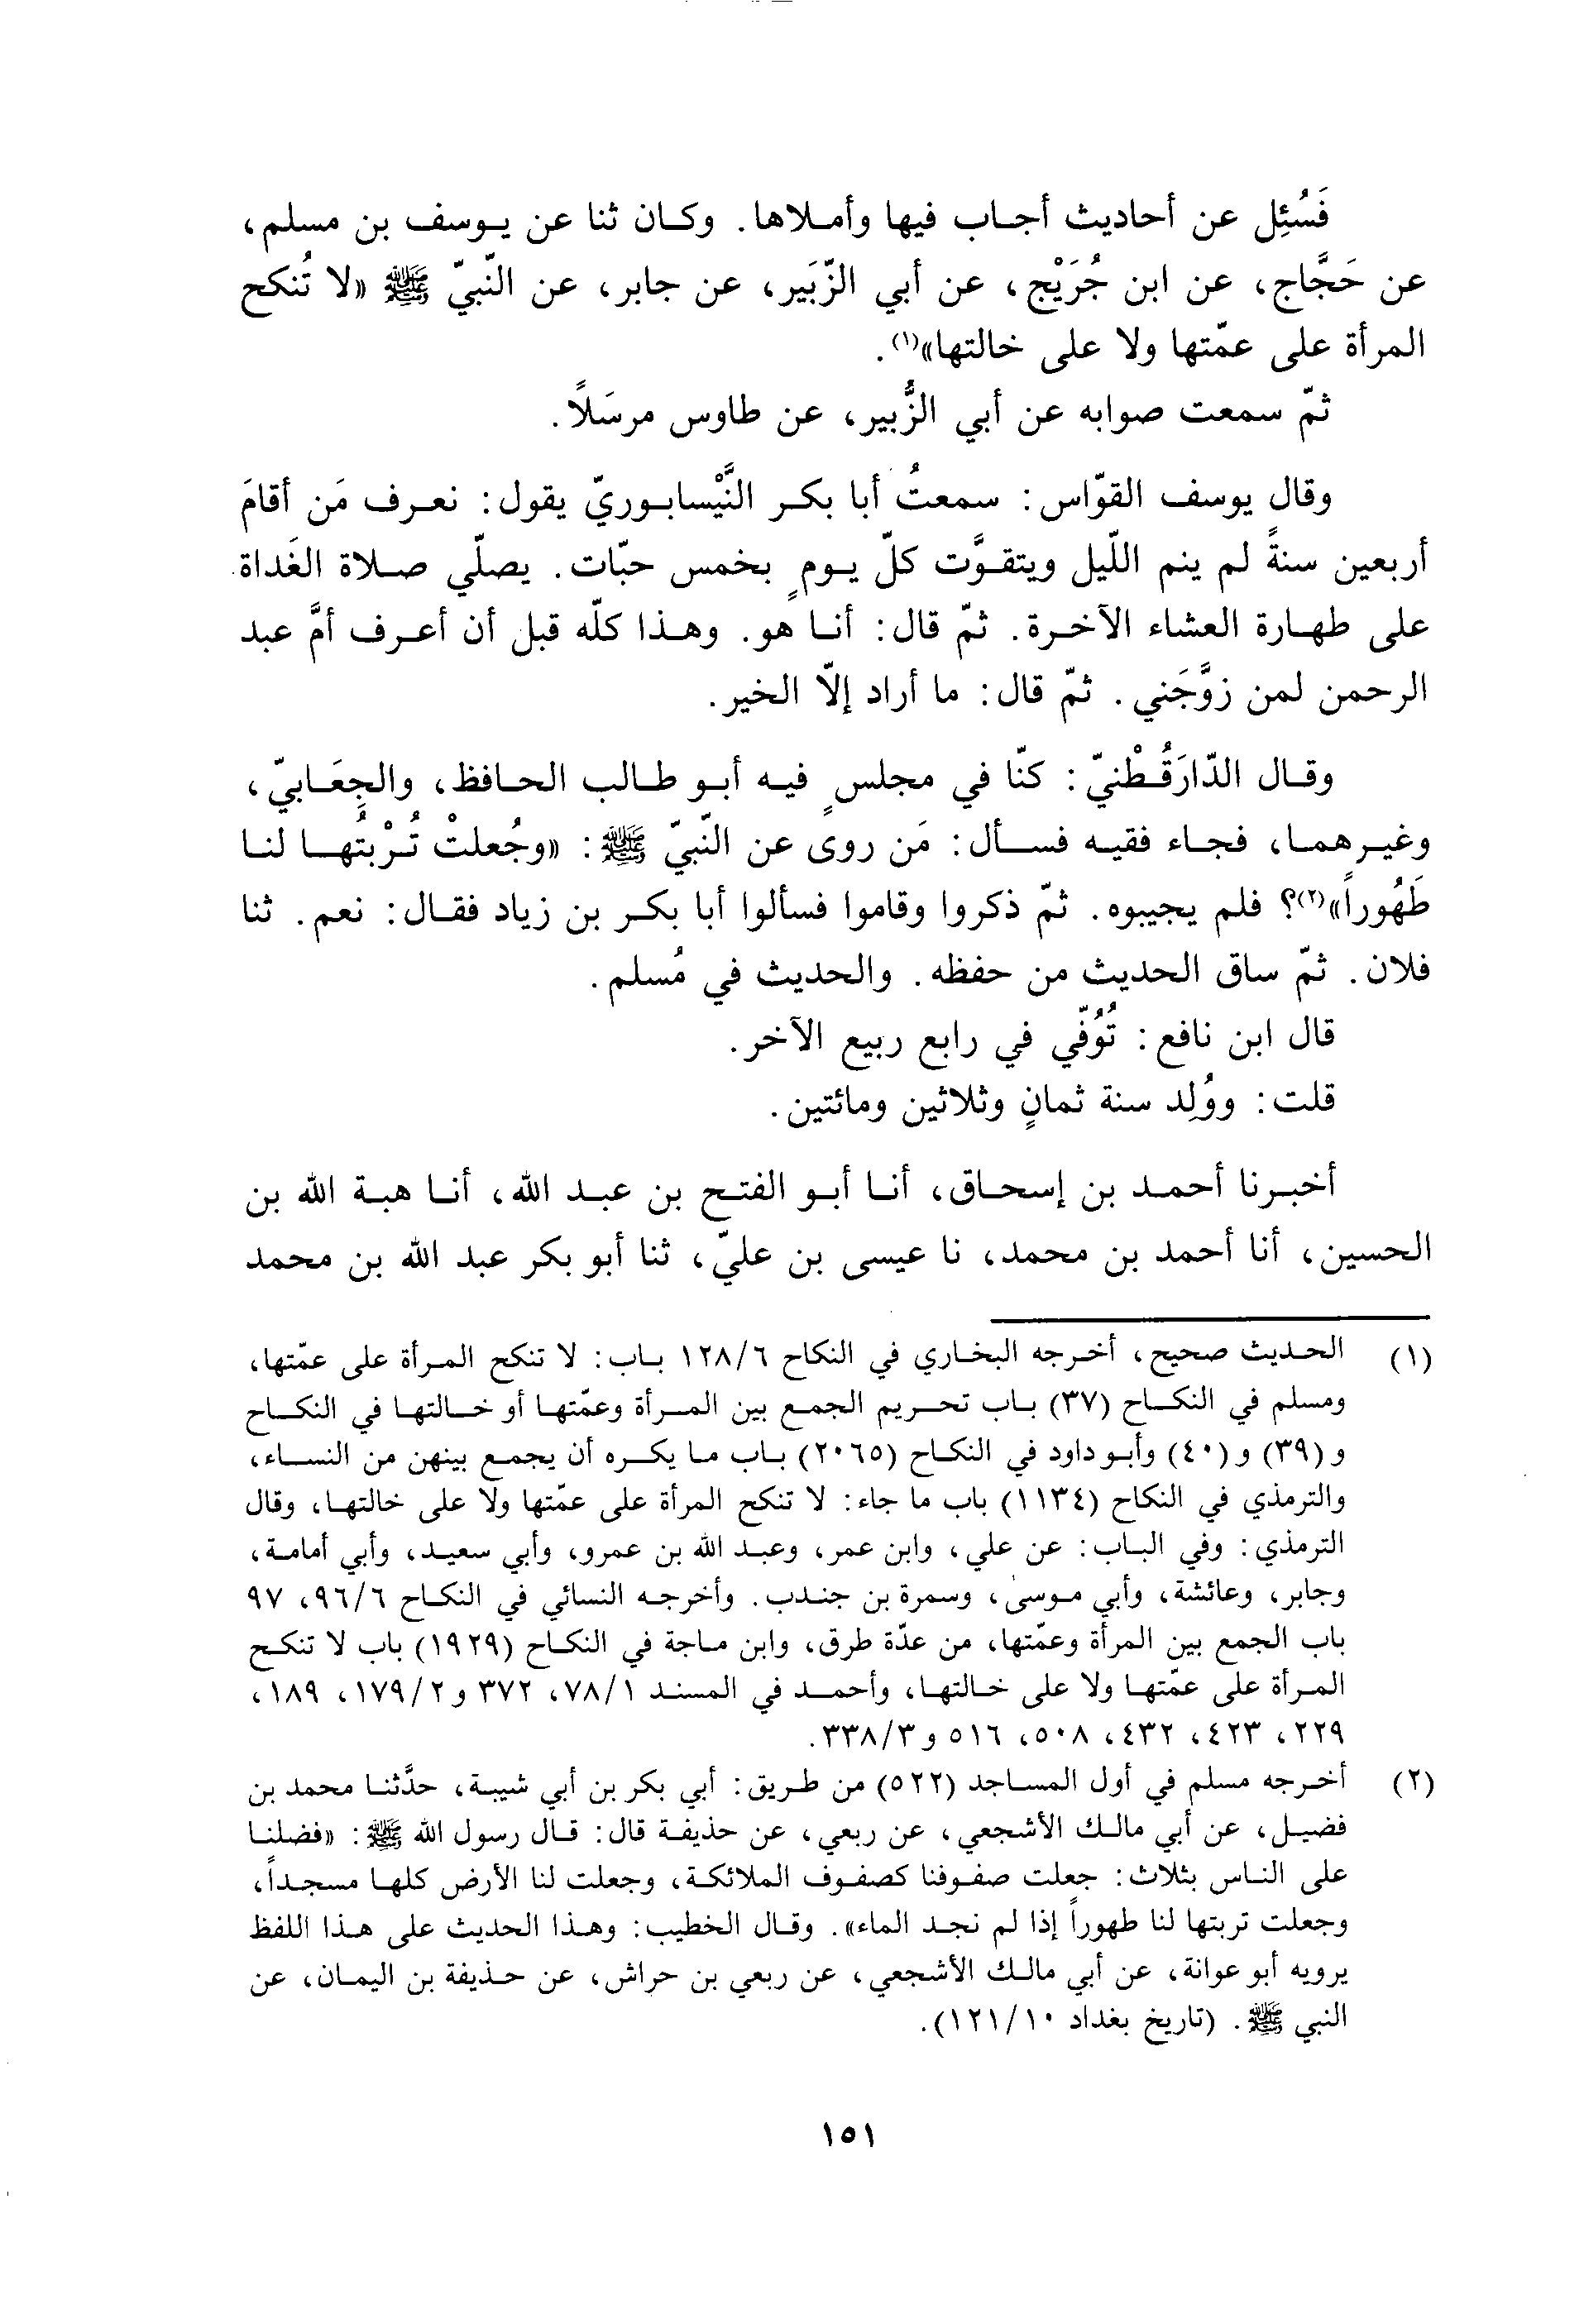 فَسُئِل عن أحاديث أجاب فيها وأملاها. وكان ثنا عن يوسف بن مسلم،
عن حَجَّاج، عن ابن جُرَيْج، عن أبي الزّبَير، عن جابر، عن النّبيّ ﷺ «لا تُنكح
المرأة على عمّتها ولا على خالتها»(١).
ثمّ سمعت صوابه عن أبي الزُّبير، عن طاوس مرسَلاً.
وقال يوسف القوّاس: سمعتُ أبا بكر النَّيْسابوريّ يقول: نعرف مَن أقامَ
أربعين سنةً لم ينم اللّيل ويتقوَّت كلّ يومٍ بخمس حبّات. يصلّي صلاة الغَداة
على طهارة العشاء الآخرة. ثمّ قال: أنا هو. وهذا كلّه قبل أن أعرف أمَّ عبد
الرحمن لمن زوَّجَني. ثمّ قال: ما أراد إلّا الخير.
وقال الدّارَقُطْنيّ: كنّا في مجلسٍ فيه أبو طالب الحافظ، والجِعَابيّ،
وغيرهما، فجاء فقيه فسأل: مَن روى عن النّبيّ ﷺ: «وجُعلتْ تُرْبتُها لنا
طَهُوراً»(٢)؟ فلم يجيبوه. ثمّ ذكروا وقاموا فسألوا أبا بكر بن زياد فقال: نعم. ثنا
فلان. ثمّ ساق الحديث من حفظه. والحديث في مُسلم.
قال ابن نافع: تُوُفّي في رابع ربيع الآخر.
قلت: ووُلِد سنة ثمانٍ وثلاثين ومائتين.
أخبرنا أحمد بن إسحاق، أنا أبو الفتح بن عبد الله، أنا هبة الله بن
الحسين، أنا أحمد بن محمد، نا عيسى بن عليّ، ثنا أبو بكر عبد الله بن محمد
(١) الحديث صحيح، أخرجه البخاري في النكاح ١٢٨/٦ باب: لا تنكح المرأة على عمّتها،
ومسلم في النكاح (٣٧) باب تحريم الجمع بين المرأة وعمّتها أو خالتها في النكاح
و(٣٩) و(٤٠) وأبو داود في النكاح (٢٠٦٥) باب ما يكره أن يجمع بينهن من النساء،
والترمذي في النكاح (١١٣٤) باب ما جاء: لا تنكح المرأة على عمّتها ولا على خالتها، وقال
الترمذي: وفي الباب: عن علي، وابن عمر، وعبد الله بن عمرو، وأبي سعيد، وأبي أمامة،
وجابر، وعائشة، وأبي موسىٰ، وسمرة بن جندب. وأخرجه النسائي في النكاح ٩٦/٦، ٩٧
باب الجمع بين المرأة وعمّتها، من عدّة طرق، وابن ماجة في النكاح (١٩٢٩) باب لا تنكح
المرأة على عمّتها ولا على خالتها، وأحمد في المسند ٧٨/١، ٣٧٢ و١٧٩/٢، ١٨٩،
٢٢٩، ٤٢٣، ٤٣٢، ٥٠٨، ٥١٦ و٣٣٨/٣.
(٢) أخرجه مسلم في أول المساجد (٥٢٢) من طريق: أبي بكر بن أبي شيبة، حدَّثنا محمد بن
فضيل، عن أبي مالك الأشجعي، عن ربعي، عن حذيفة قال: قال رسول الله ﷺ: «فضلنا
على الناس بثلاث: جعلت صفوفنا كصفوف الملائكة، وجعلت لنا الأرض كلها مسجداً،
وجعلت تربتها لنا طهوراً إذا لم نجد الماء». وقال الخطيب: وهذا الحديث على هذا اللفظ
يرويه أبو عوانة، عن أبي مالك الأشجعي، عن ربعي بن حراش، عن حذيفة بن اليمان، عن
النبي ﷺ. (تاريخ بغداد ١٢١/١٠).
١٥١